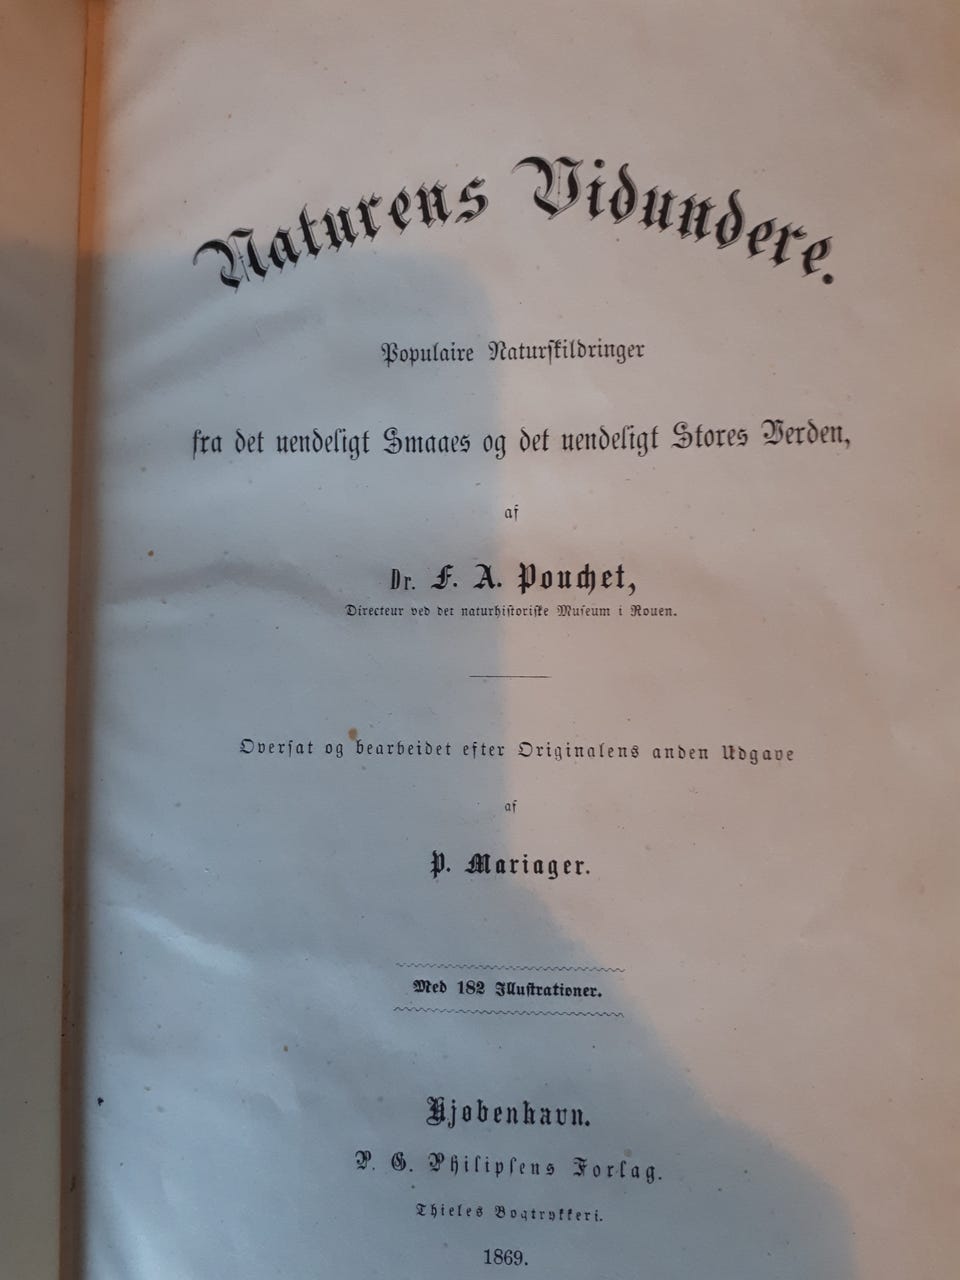 Naturens Vidundere.
Populaire Naturskildringer
fra det uendeligt Smaaes og det uendeligt Stores Verden,
af
Dr. F. A. Pouchet,
Directeur ved det naturhistoriske Museum i Rouen.
Oversat og bearbeidet efter Originalens anden Udgave
af
P. Mariager.
Med 182 Illustrationer.
Kjøbenhavn.
P. G. Philipsens Forlag.
Thieles Bogtrykkeri.
1869.